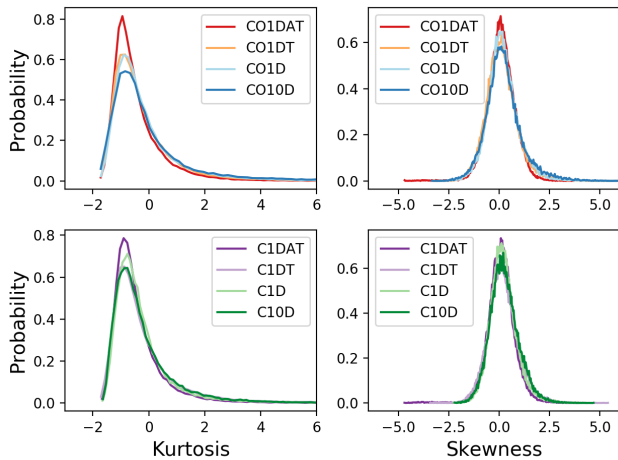 Probability
0.8
0.6
0.4
0.2
0.0
−2
0
2
4
6
CO1DAT
CO1DT
CO1D
CO10D
0.6
0.4
0.2
0.0
−5.0
−2.5
0.0
2.5
5.0
CO1DAT
CO1DT
CO1D
CO10D
Probability
0.8
0.6
0.4
0.2
0.0
−2
0
2
4
6
Kurtosis
C1DAT
C1DT
C1D
C10D
0.6
0.4
0.2
0.0
−5.0
−2.5
0.0
2.5
5.0
Skewness
C1DAT
C1DT
C1D
C10D